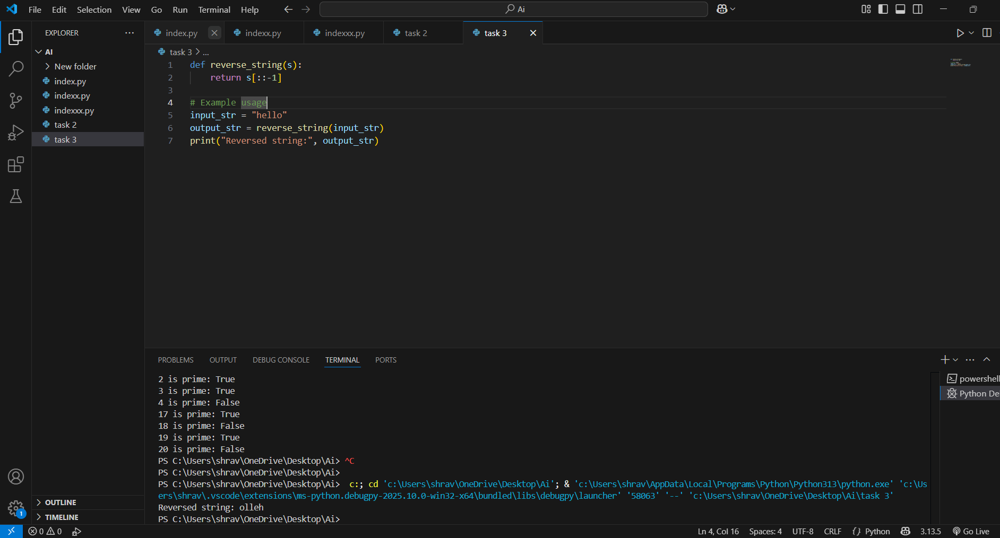 File Edit Selection View Go Run Terminal Help
Ai
EXPLORER
AI
New folder
index.py
indexx.py
indexxx.py
task 2
task 3
OUTLINE
TIMELINE
index.py indexx.py indexxx.py task 2 task 3
task 3 > ...
1 def reverse_string(s):
2     return s[::-1]
3
4 # Example usage
5 input_str = "hello"
6 output_str = reverse_string(input_str)
7 print("Reversed string:", output_str)
PROBLEMS OUTPUT DEBUG CONSOLE TERMINAL PORTS
2 is prime: True
3 is prime: True
4 is prime: False
17 is prime: True
18 is prime: False
19 is prime: True
20 is prime: False
PS C:\Users\shrav\OneDrive\Desktop\Ai> ^C
PS C:\Users\shrav\OneDrive\Desktop\Ai>
PS C:\Users\shrav\OneDrive\Desktop\Ai>  c:; cd 'c:\Users\shrav\OneDrive\Desktop\Ai'; & 'c:\Users\shrav\AppData\Local\Programs\Python\Python313\python.exe' 'c:\Us
ers\shrav\.vscode\extensions\ms-python.debugpy-2025.10.0-win32-x64\bundled\libs\debugpy\launcher' '58063' '--' 'c:\Users\shrav\OneDrive\Desktop\Ai\task 3'
Reversed string: olleh
PS C:\Users\shrav\OneDrive\Desktop\Ai>
powershell
Python De
1
0 0
Ln 4, Col 16 Spaces: 4 UTF-8 CRLF {} Python 3.13.5 Go Live